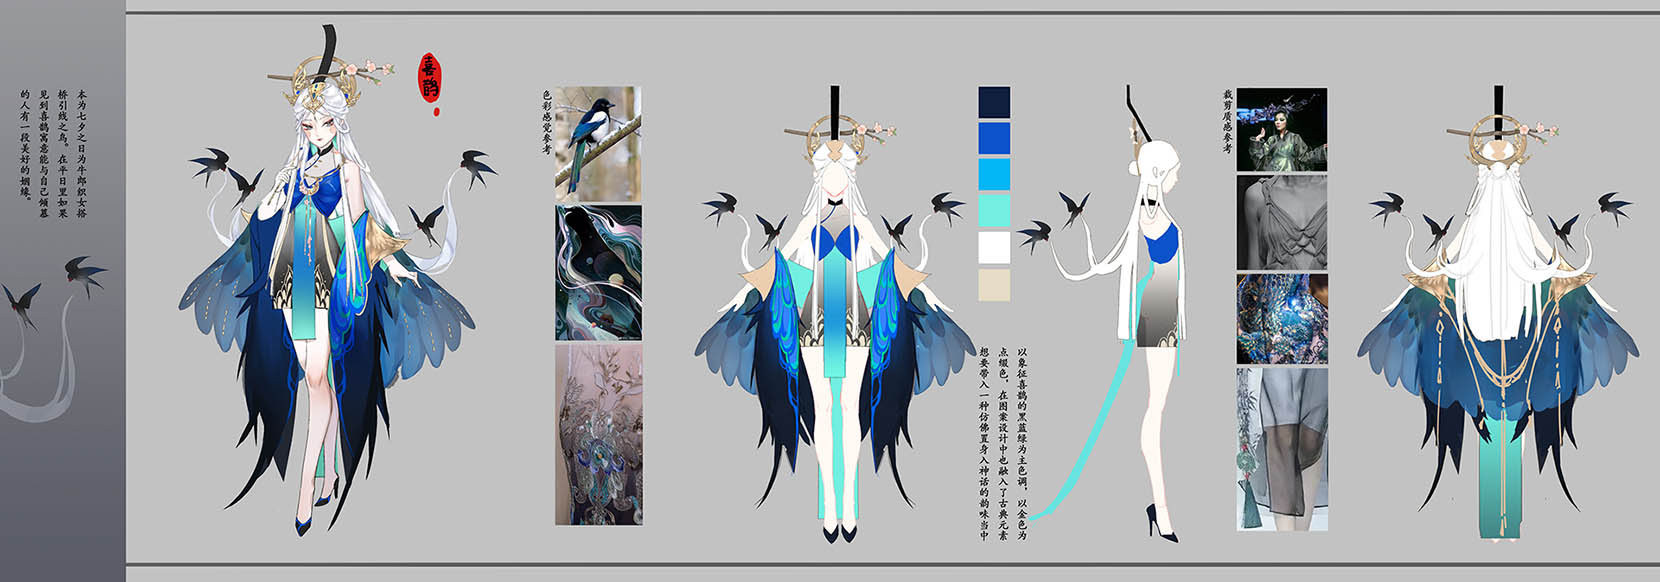 本为七夕之日为牛郎织女搭
桥引线之鸟。在平日里如果
见到喜鹊寓意能与自己倾慕
的人有一段美好的姻缘。
喜鹊
色彩感觉参考
以象征喜鹊的黑蓝绿为主色调，以金色为
点缀色，在图案设计中也融入了古典元素
想要带入一种仿佛置身入神话的韵味当中
裁剪质感参考